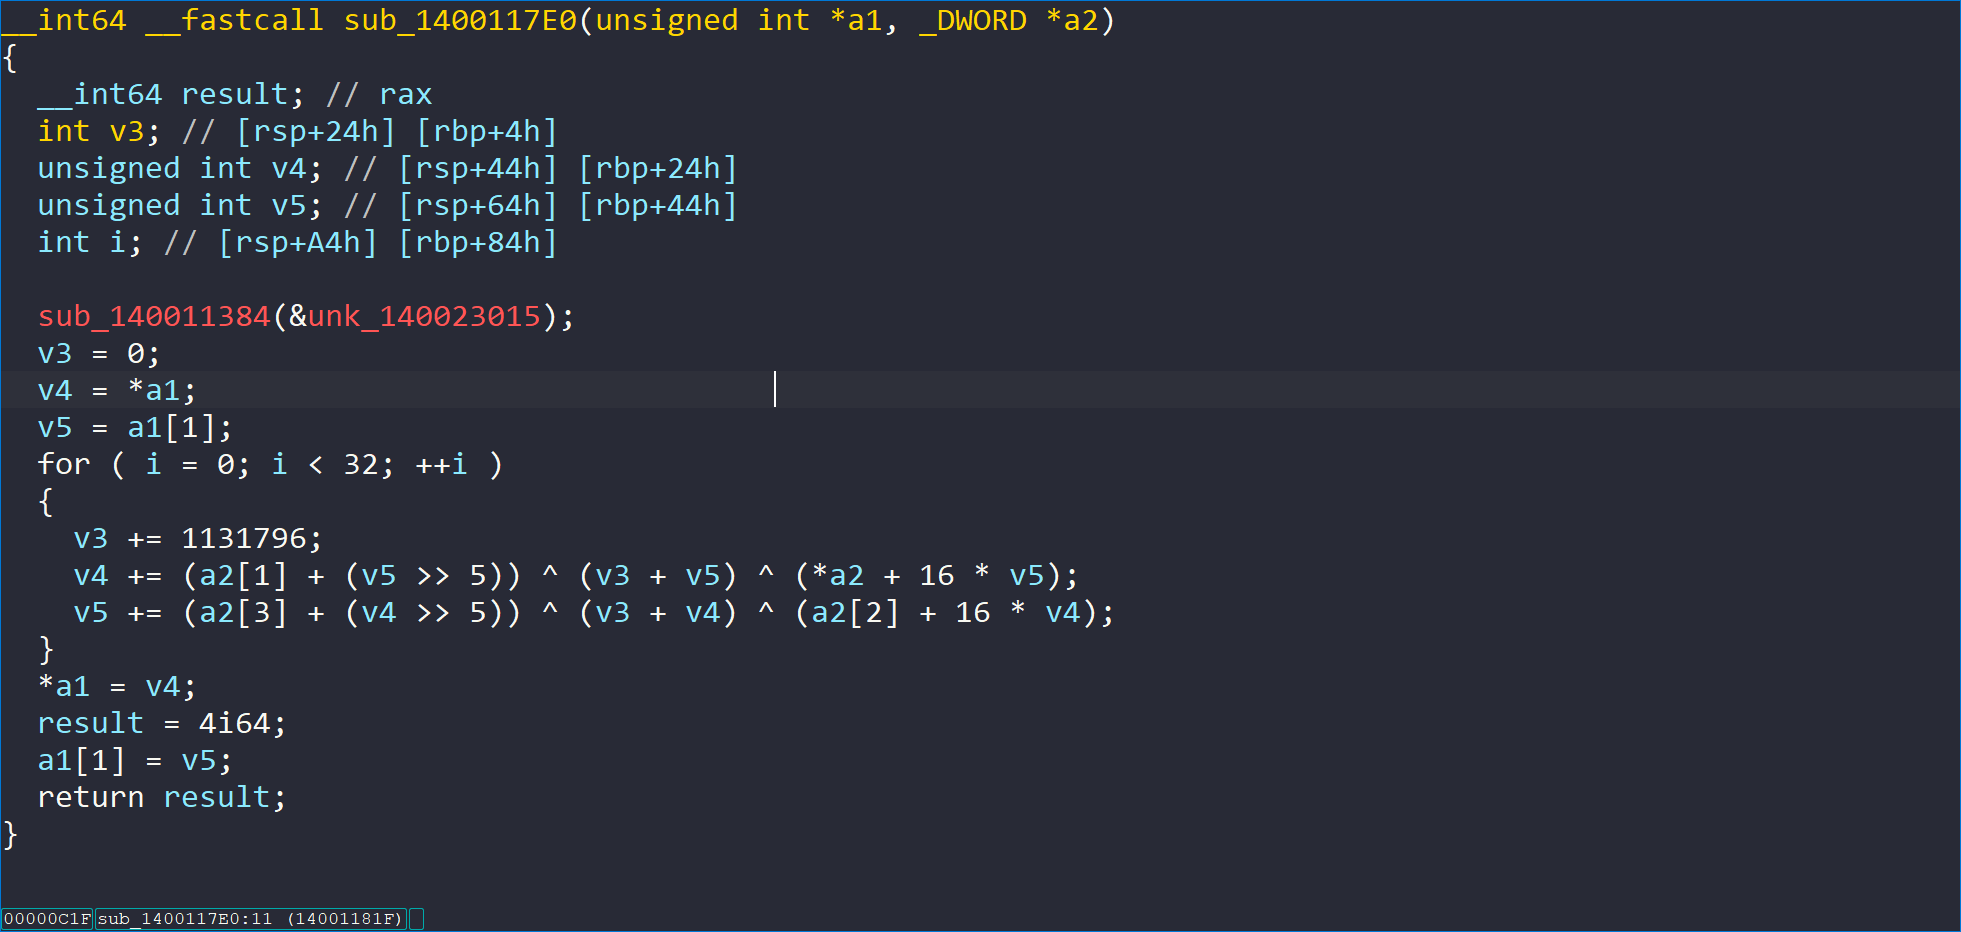 __int64 __fastcall sub_1400117E0(unsigned int *a1, _DWORD *a2)
{
  __int64 result; // rax
  int v3; // [rsp+24h] [rbp+4h]
  unsigned int v4; // [rsp+44h] [rbp+24h]
  unsigned int v5; // [rsp+64h] [rbp+44h]
  int i; // [rsp+A4h] [rbp+84h]

  sub_140011384(&unk_140023015);
  v3 = 0;
  v4 = *a1;
  v5 = a1[1];
  for ( i = 0; i < 32; ++i )
  {
    v3 += 1131796;
    v4 += (a2[1] + (v5 >> 5)) ^ (v3 + v5) ^ (*a2 + 16 * v5);
    v5 += (a2[3] + (v4 >> 5)) ^ (v3 + v4) ^ (a2[2] + 16 * v4);
  }
  *a1 = v4;
  result = 4i64;
  a1[1] = v5;
  return result;
}
00000C1F sub_1400117E0:11 (14001181F)